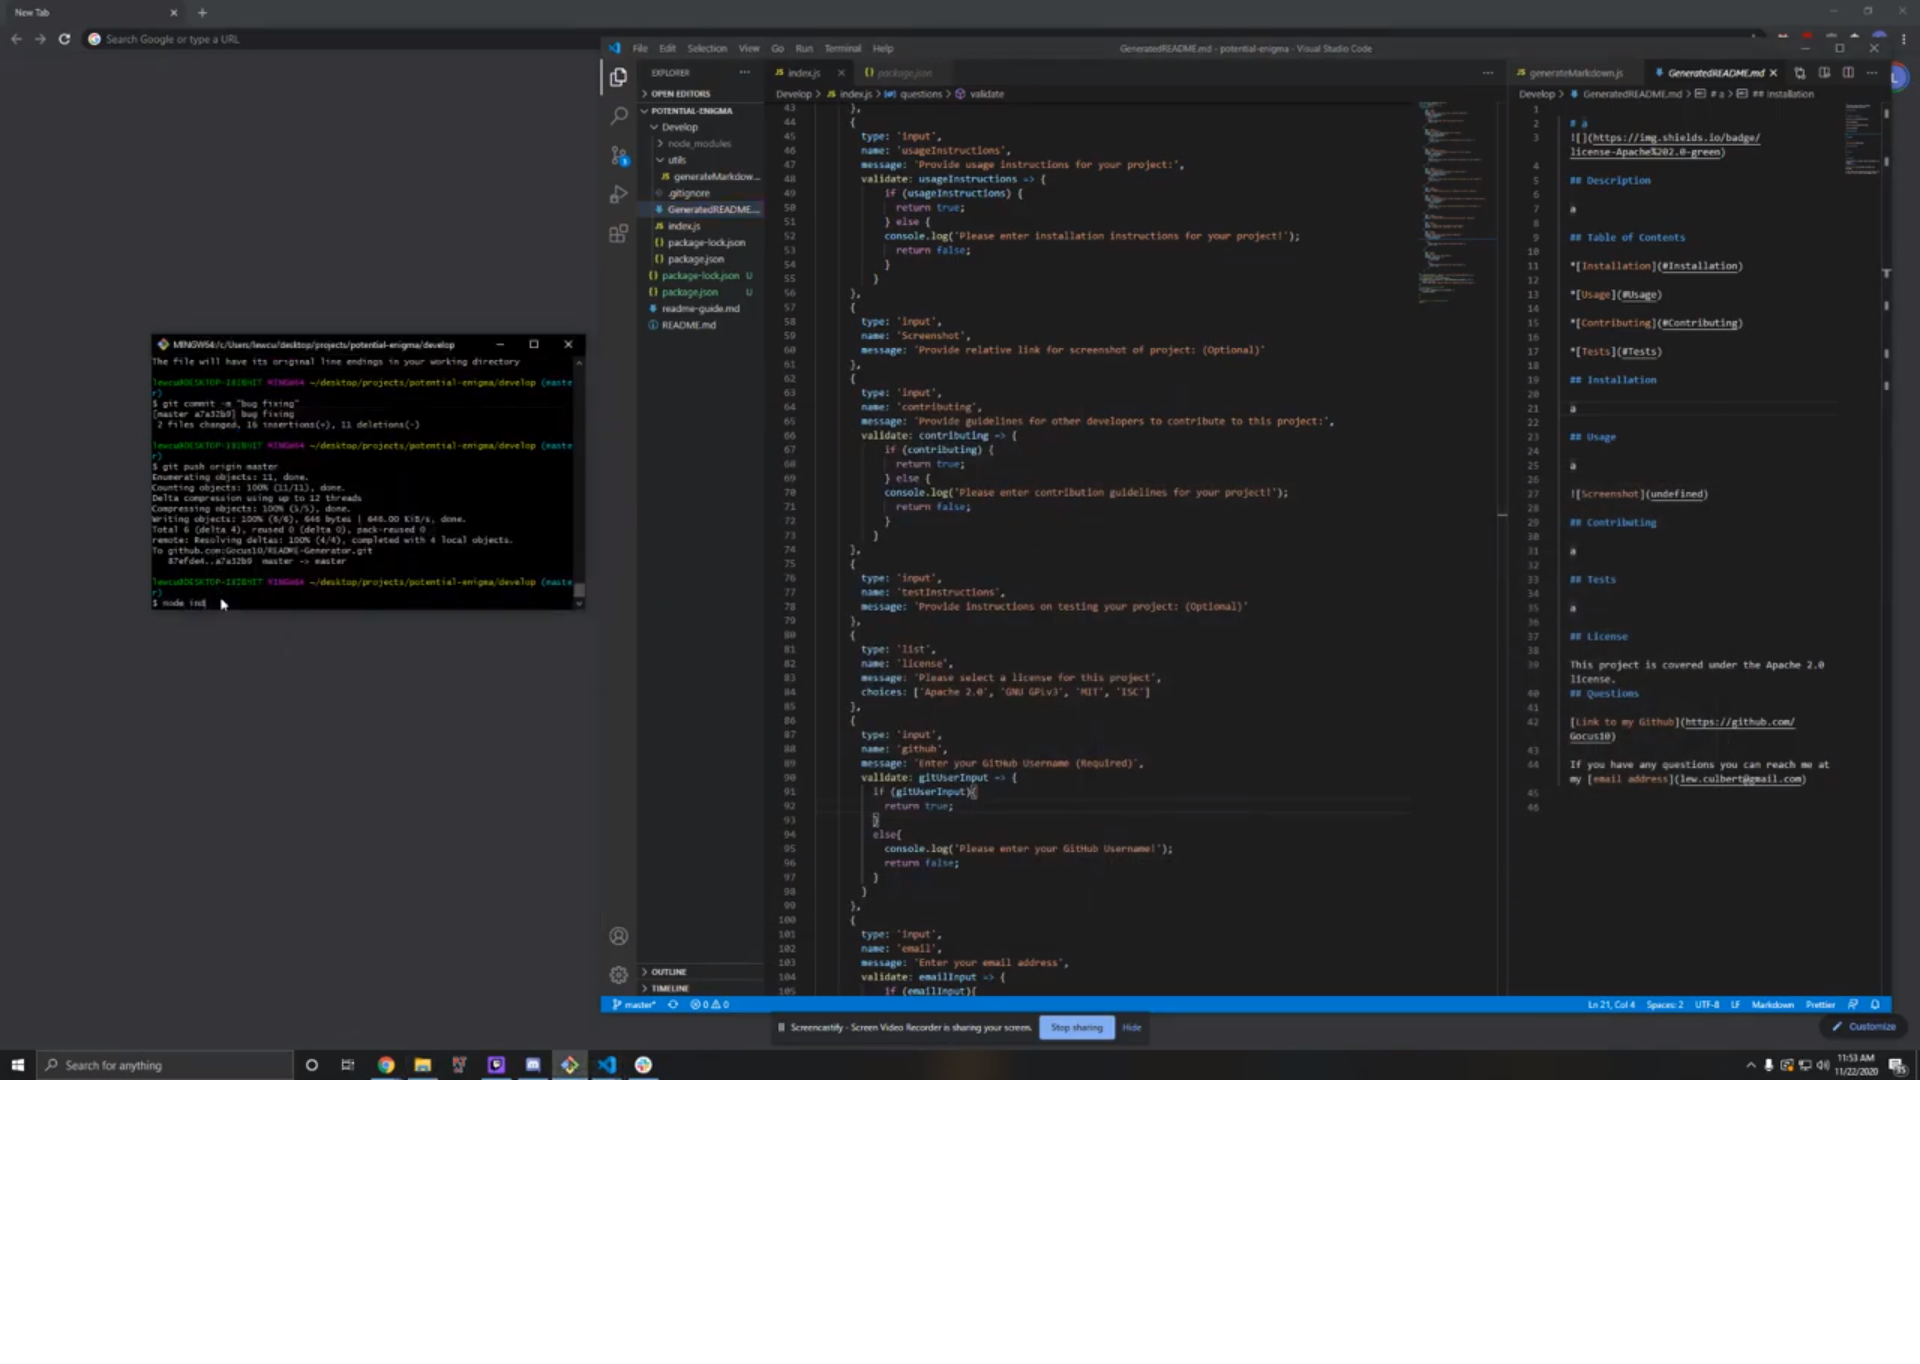 New Tab
Search Google or type a URL
File Edit Selection View Go Run Terminal Help
GeneratedREADME.md - potential-enigma - Visual Studio Code
EXPLORER
OPEN EDITORS
POTENTIAL-ENIGMA
Develop
node_modules
utils
generateMarkdow...
.gitignore
GeneratedREADME...
index.js
package-lock.json
package.json
package-lock.json U
package.json U
readme-guide.md
README.md
OUTLINE
TIMELINE
index.js
package.json
Develop > index.js > questions > validate
43 },
44 {
45 type: 'input',
46 name: 'usageInstructions',
47 message: 'Provide usage instructions for your project:',
48 validate: usageInstructions => {
49 if (usageInstructions) {
50 return true;
51 } else {
52 console.log('Please enter installation instructions for your project!');
53 return false;
54 }
55 }
56 },
57 {
58 type: 'input',
59 name: 'Screenshot',
60 message: 'Provide relative link for screenshot of project: (Optional)'
61 },
62 {
63 type: 'input',
64 name: 'contributing',
65 message: 'Provide guidelines for other developers to contribute to this project:',
66 validate: contributing => {
67 if (contributing) {
68 return true;
69 } else {
70 console.log('Please enter contribution guidelines for your project!');
71 return false;
72 }
73 }
74 },
75 {
76 type: 'input',
77 name: 'testInstructions',
78 message: 'Provide instructions on testing your project: (Optional)'
79 },
80 {
81 type: 'list',
82 name: 'license',
83 message: 'Please select a license for this project',
84 choices: ['Apache 2.0', 'GNU GPLv3', 'MIT', 'ISC']
85 },
86 {
87 type: 'input',
88 name: 'github',
89 message: 'Enter your GitHub Username (Required)',
90 validate: gitUserInput => {
91 if (gitUserInput){
92 return true;
93 }
94 else{
95 console.log('Please enter your GitHub Username!');
96 return false;
97 }
98 }
99 },
100 {
101 type: 'input',
102 name: 'email',
103 message: 'Enter your email address',
104 validate: emailInput => {
105 if (emailInput){
generateMarkdown.js
GeneratedREADME.md
Develop > GeneratedREADME.md > # a > ## Installation
1
2 # a
3 ![](https://img.shields.io/badge/
license-Apache%202.0-green)
4
5 ## Description
6
7 a
8
9 ## Table of Contents
10
11 *[Installation](#Installation)
12
13 *[Usage](#Usage)
14
15 *[Contributing](#Contributing)
16
17 *[Tests](#Tests)
18
19 ## Installation
20
21 a
22
23 ## Usage
24
25 a
26
27 ![Screenshot](undefined)
28
29 ## Contributing
30
31 a
32
33 ## Tests
34
35 a
36
37 ## License
38
39 This project is covered under the Apache 2.0
license.
40 ## Questions
41
42 [Link to my Github](https://github.com/
Gocus10)
43
44 If you have any questions you can reach me at
my [email address](lew.culbert@gmail.com)
45
46
MINGW64:/c/Users/lewcu/desktop/projects/potential-enigma/develop
The file will have its original line endings in your working directory
MINGW64 ~/desktop/projects/potential-enigma/develop (maste
r)
$ git commit -m "bug fixing"
[master a7a32b9] bug fixing
2 files changed, 16 insertions(+), 11 deletions(-)
MINGW64 ~/desktop/projects/potential-enigma/develop (maste
r)
$ git push origin master
Enumerating objects: 11, done.
Counting objects: 100% (11/11), done.
Delta compression using up to 12 threads
Compressing objects: 100% (5/5), done.
Writing objects: 100% (6/6), 646 bytes | 646.00 KiB/s, done.
Total 6 (delta 4), reused 0 (delta 0), pack-reused 0
remote: Resolving deltas: 100% (4/4), completed with 4 local objects.
To github.com:Gocus10/README-Generator.git
87efde4..a7a32b9 master -> master
MINGW64 ~/desktop/projects/potential-enigma/develop (maste
r)
$ node ind
master* 0 0
Ln 21, Col 4 Spaces: 2 UTF-8 LF Markdown Prettier
Screencastify - Screen Video Recorder is sharing your screen. Stop sharing Hide
Customize
Search for anything
11:53 AM
11/22/2020